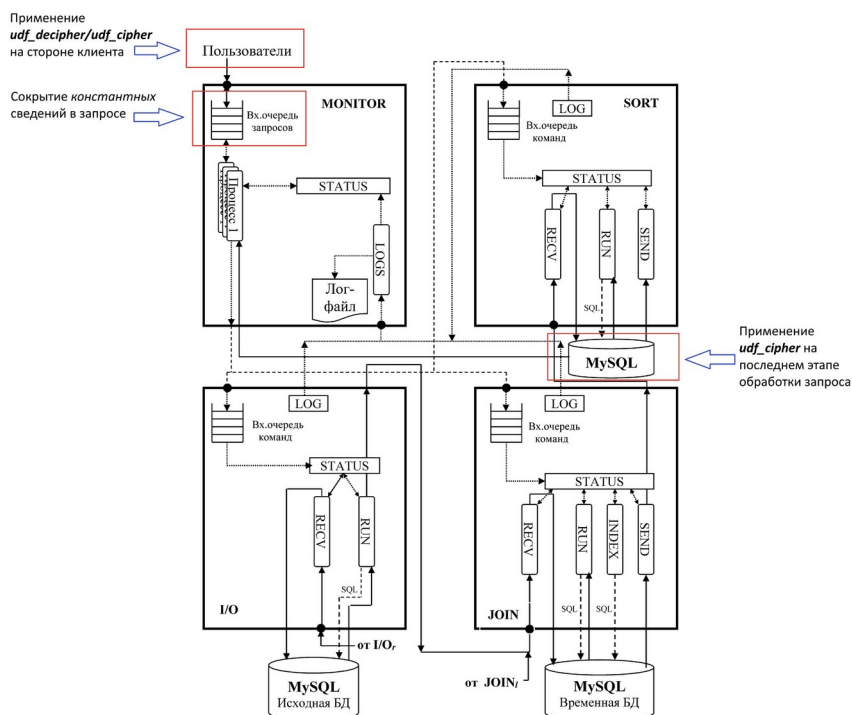 Применение
udf_decipher/udf_cipher
на стороне клиента
Пользователи
Сокрытие константных
сведений в запросе
MONITOR
Вх.очередь
запросов
Процесс 1
STATUS
LOGS
Лог-
файл
LOG
SORT
Вх.очередь
команд
STATUS
RECV
RUN
SEND
SQL
MySQL
Применение
udf_cipher на
последнем этапе
обработки запроса
LOG
Вх.очередь
команд
STATUS
RECV
RUN
SQL
I/O
от I/Or
MySQL
Исходная БД
LOG
Вх.очередь
команд
STATUS
RECV
RUN
INDEX
SEND
SQL
SQL
JOIN
от JOINl
MySQL
Временная БД